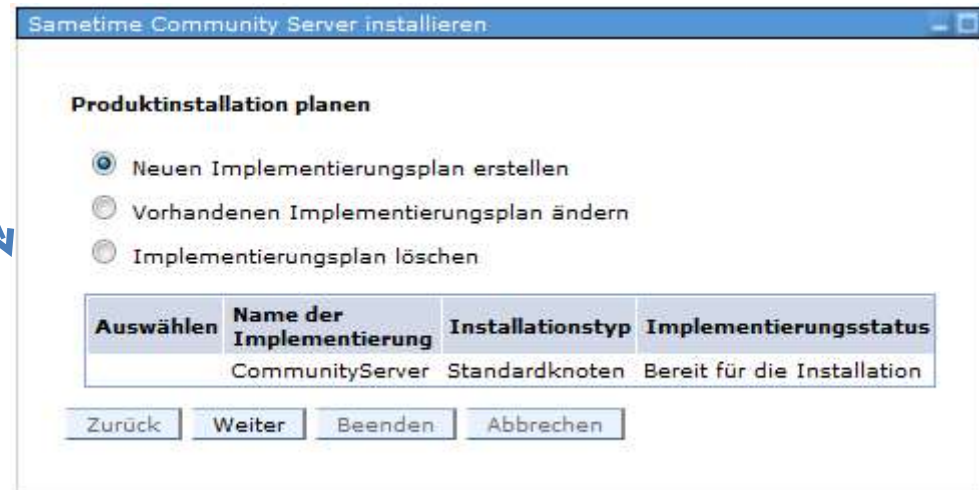 Sametime Community Server installieren
Produktinstallation planen
Neuen Implementierungsplan erstellen
Vorhandenen Implementierungsplan ändern
Implementierungsplan löschen
Auswählen Name der Implementierung Installationstyp Implementierungsstatus
CommunityServer Standardknoten Bereit für die Installation
Zurück Weiter Beenden Abbrechen